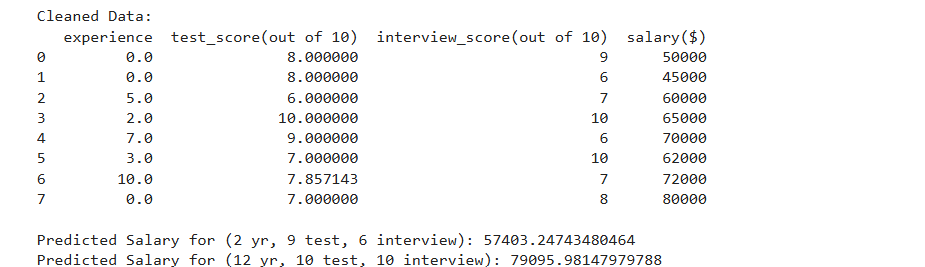 Cleaned Data:
experience test_score(out of 10) interview_score(out of 10) salary($)
0 0.0 8.000000 9 50000
1 0.0 8.000000 6 45000
2 5.0 6.000000 7 60000
3 2.0 10.000000 10 65000
4 7.0 9.000000 6 70000
5 3.0 7.000000 10 62000
6 10.0 7.857143 7 72000
7 0.0 7.000000 8 80000
Predicted Salary for (2 yr, 9 test, 6 interview): 57403.24743480464
Predicted Salary for (12 yr, 10 test, 10 interview): 79095.98147979788